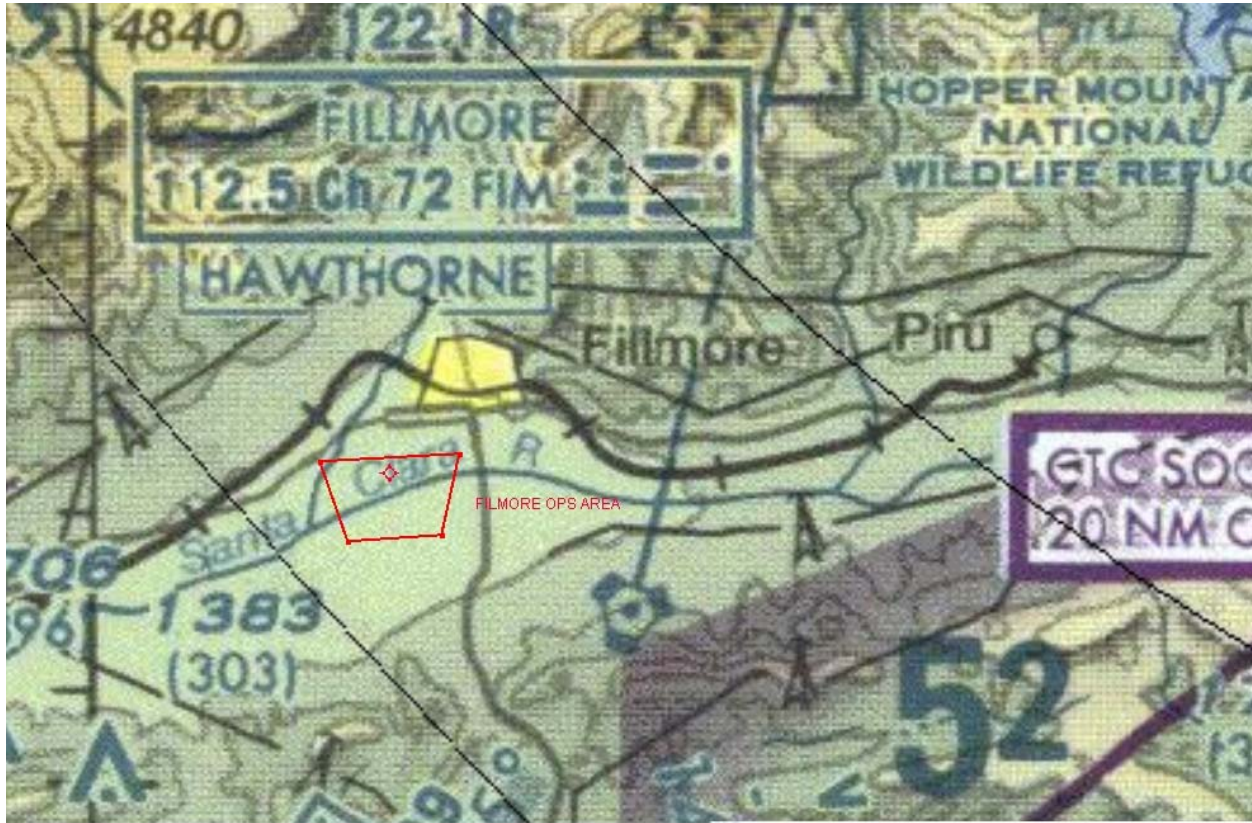 4840
122.1R
FILLMORE
112.5 Ch 72 FIM
HAWTHORNE
HOPPER MOUNTA
NATIONAL
WILDLIFE REFUG
Fillmore
Piru
Clara
R
Santa
FILMORE OPS AREA
CTC SOC
20 NM O
1383
(303)
52